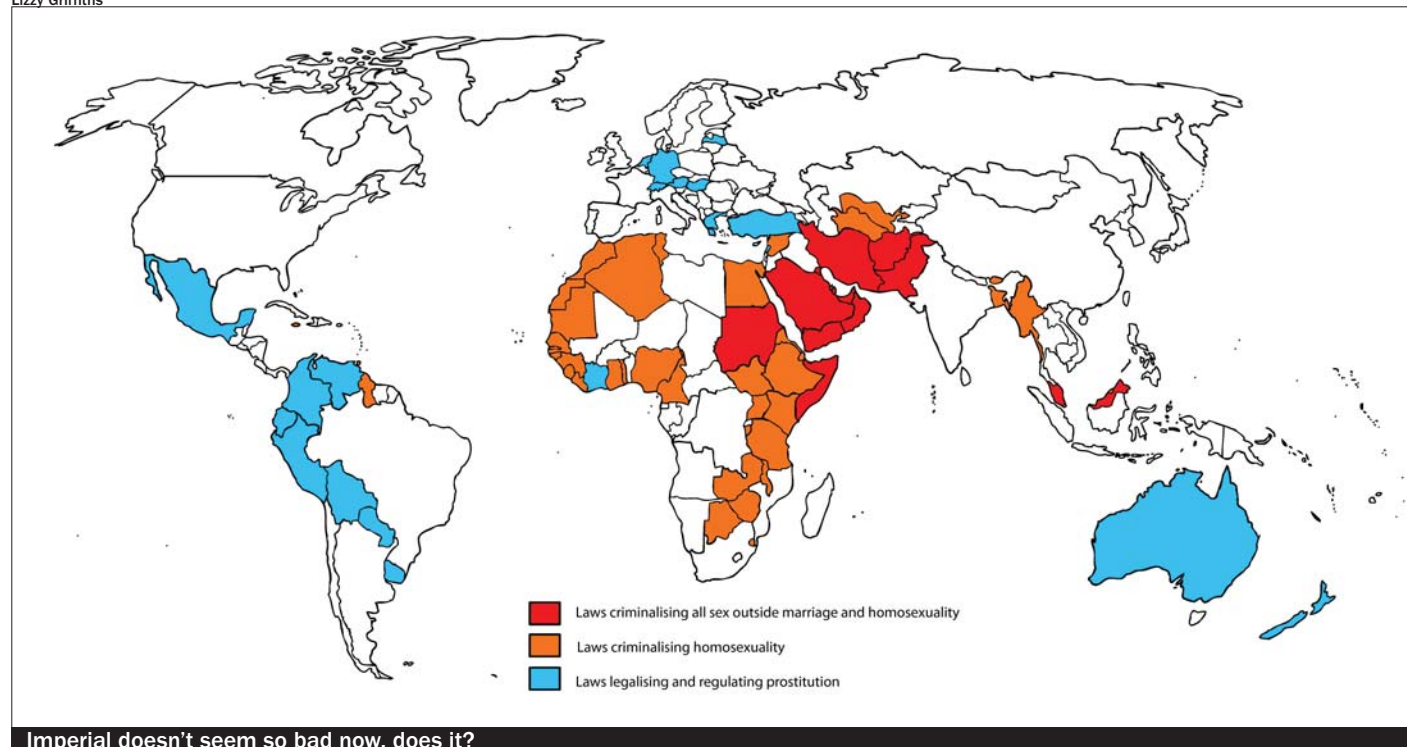 Lizzy Griffiths
Laws criminalising all sex outside marriage and homosexuality
Laws criminalising homosexuality
Laws legalising and regulating prostitution
Imperial doesn't seem so bad now, does it?